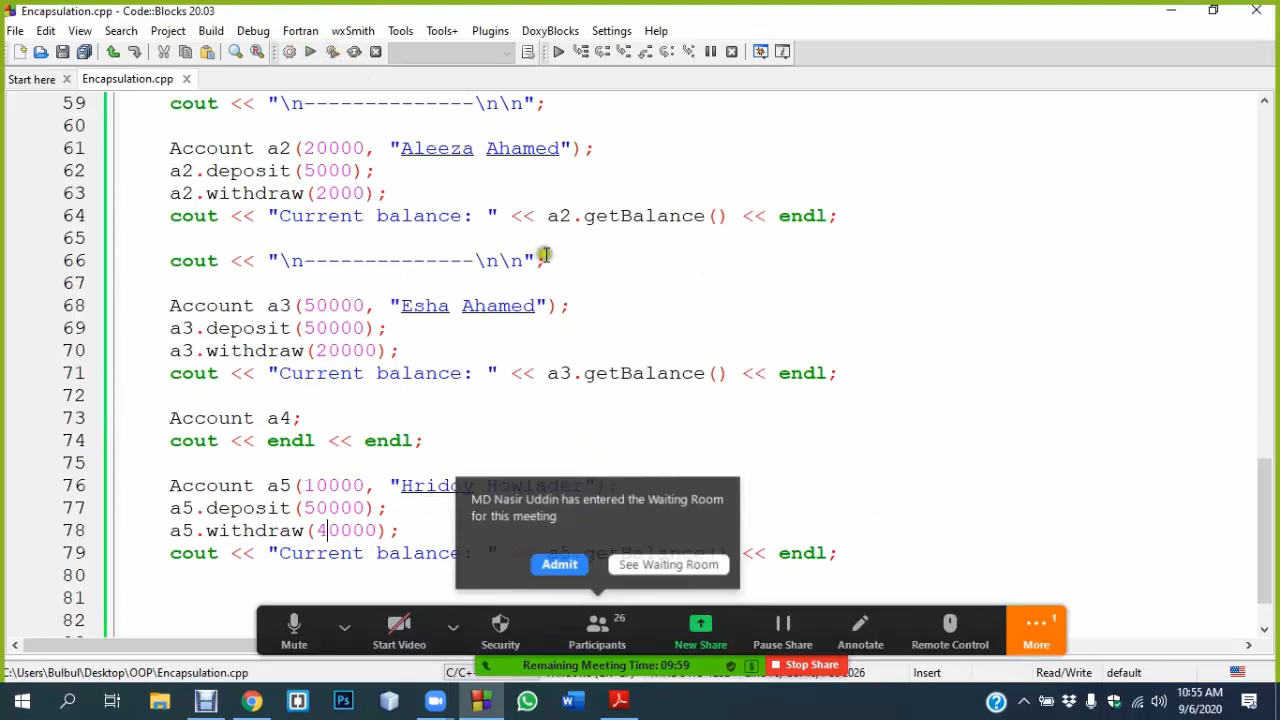 Encapsulation.cpp - Code::Blocks 20.03
File Edit View Search Project Build Debug Fortran wxSmith Tools Tools+ Plugins DoxyBlocks Settings Help
Start here Encapsulation.cpp
59 cout << "\n--------------\n\n";
60
61 Account a2(20000, "Aleeza Ahamed");
62 a2.deposit(5000);
63 a2.withdraw(2000);
64 cout << "Current balance: " << a2.getBalance() << endl;
65
66 cout << "\n--------------\n\n";
67
68 Account a3(50000, "Esha Ahamed");
69 a3.deposit(50000);
70 a3.withdraw(20000);
71 cout << "Current balance: " << a3.getBalance() << endl;
72
73 Account a4;
74 cout << endl << endl;
75
76 Account a5(10000, "Hriddy Howlader");
77 a5.deposit(50000);
78 a5.withdraw(40000);
79 cout << "Current balance: " << a5.getBalance() << endl;
80
81
82
MD Nasir Uddin has entered the Waiting Room
for this meeting
Admit See Waiting Room
26 1
Mute Start Video Security Participants New Share Pause Share Annotate Remote Control More
Remaining Meeting Time: 09:59 Stop Share
C:\Users\Bulbul\Desktop\OOP\Encapsulation.cpp C/C++ Insert Read/Write default
10:55 AM
9/6/2020